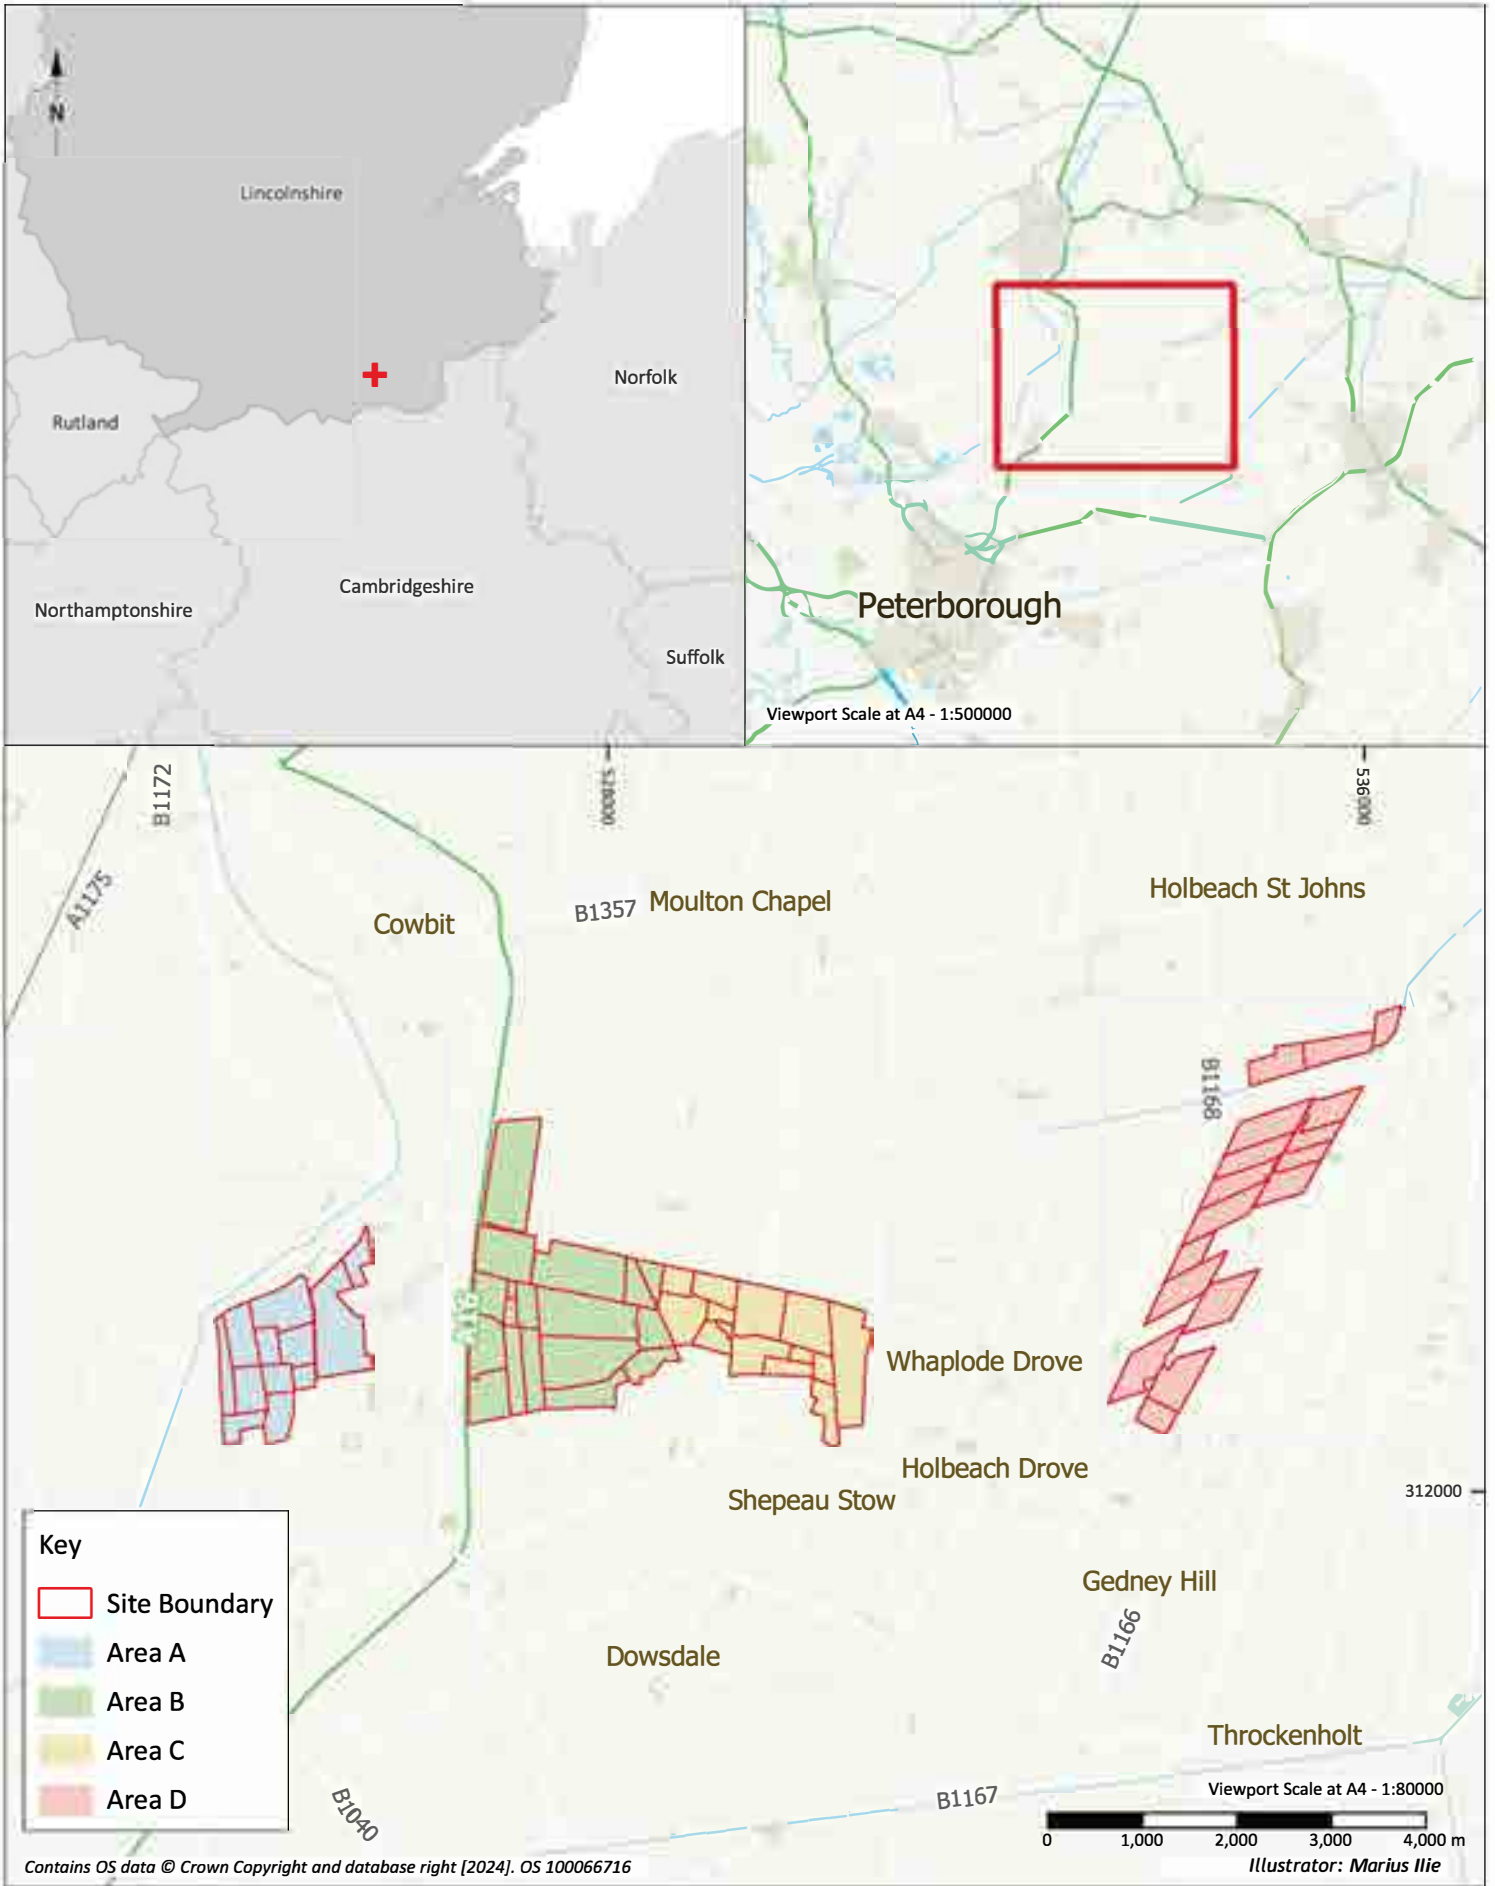 N
Lincolnshire
Norfolk
Rutland
Cambridgeshire
Northamptonshire
Suffolk
Peterborough
Viewport Scale at A4 - 1:500000
B1172
528000
536000
A1175
Cowbit
B1357
Moulton Chapel
Holbeach St Johns
B1168
A16
Whaplode Drove
Holbeach Drove
Shepeau Stow
312000
Gedney Hill
B1166
Dowsdale
Throckenholt
Key
Site Boundary
Area A
Area B
Area C
Area D
B1040
B1167
Viewport Scale at A4 - 1:80000
0 1,000 2,000 3,000 4,000 m
Contains OS data © Crown Copyright and database right [2024]. OS 100066716
Illustrator: Marius Ilie